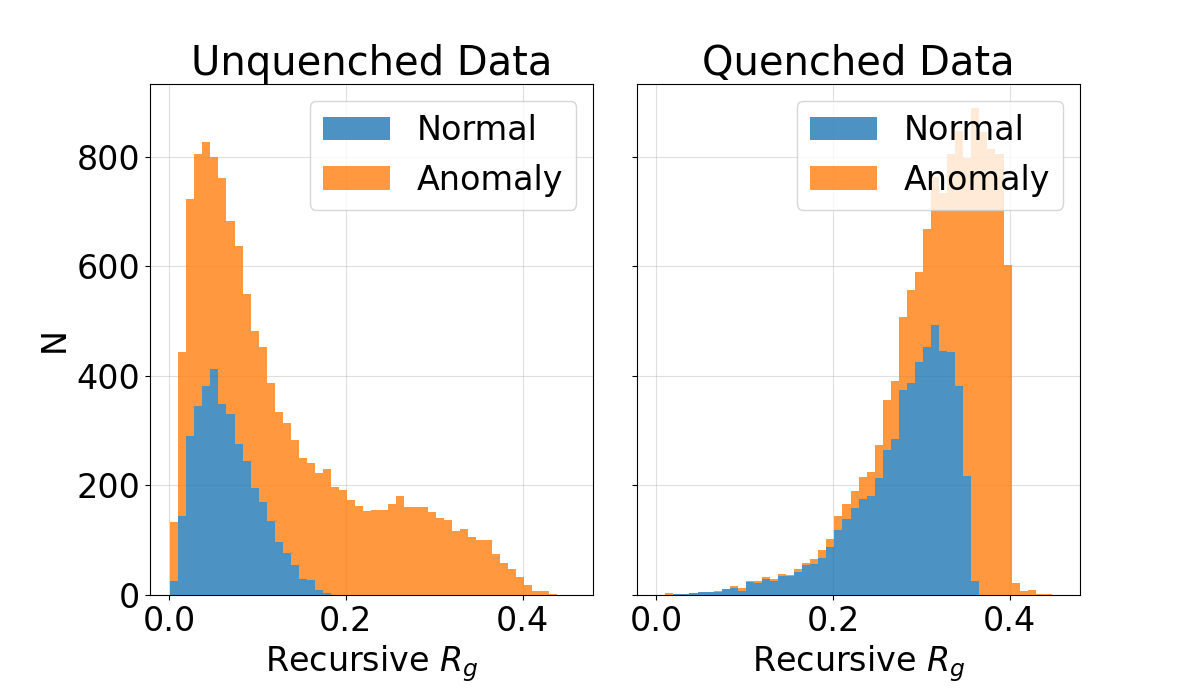 Unquenched Data
Quenched Data
Normal
Anomaly
Normal
Anomaly
N
800
600
400
200
0
0.0
0.2
0.4
0.0
0.2
0.4
Recursive R_g
Recursive R_g